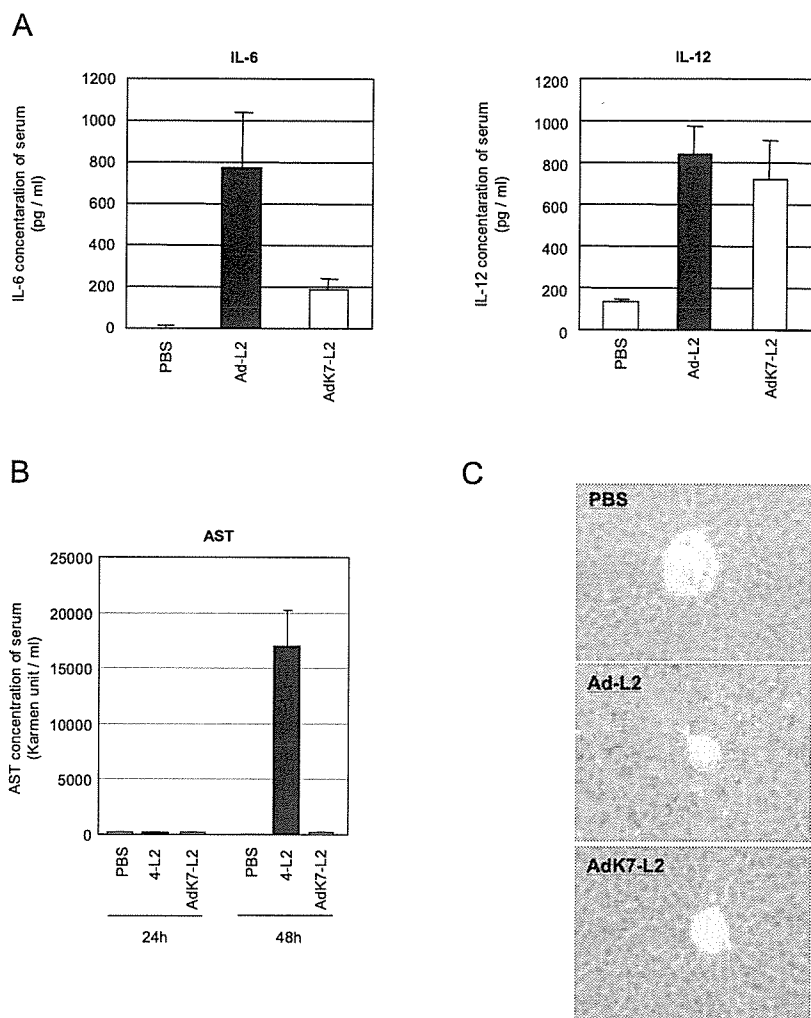 A
IL-6
IL-6 concentaration of serum
(pg / ml)
1200
1000
800
600
400
200
0
PBS
Ad-L2
AdK7-L2
IL-12
IL-12 concentaration of serum
(pg / ml)
1200
1000
800
600
400
200
0
PBS
Ad-L2
AdK7-L2
B
AST
AST concentration of serum
(Karmen unit / ml)
25000
20000
15000
10000
5000
0
PBS
4-L2
AdK7-L2
PBS
4-L2
AdK7-L2
24h
48h
C
PBS
Ad-L2
AdK7-L2